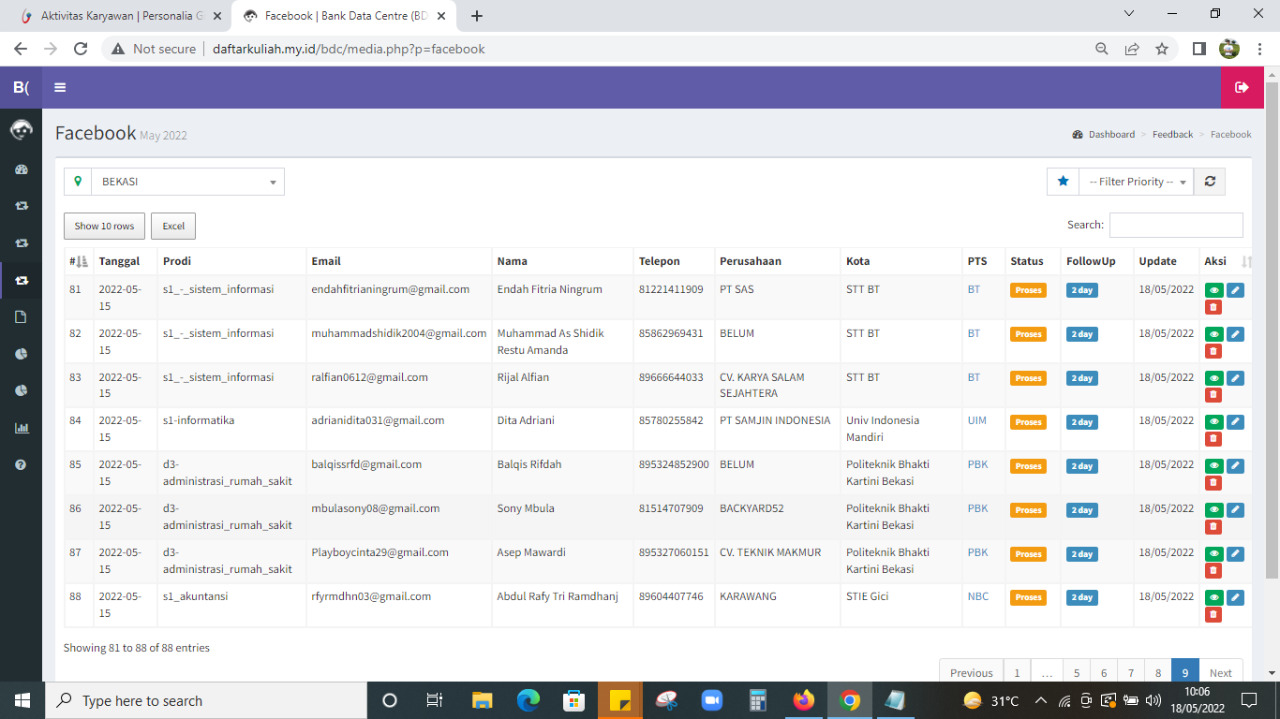 Aktivitas Karyawan | Personalia G
Facebook | Bank Data Centre (BD
Not secure
daftarkuliah.my.id/bdc/media.php?p=facebook
B(
Facebook May 2022
Dashboard > Feedback > Facebook
BEKASI
-- Filter Priority --
Show 10 rows
Excel
Search:
# Tanggal Prodi Email Nama Telepon Perusahaan Kota PTS Status FollowUp Update Aksi
81 2022-05- s1_-_sistem_informasi endahfitrianingrum@gmail.com Endah Fitria Ningrum 81221411909 PT SAS STT BT BT Proses 2 day 18/05/2022
15
82 2022-05- s1_-_sistem_informasi muhammadshidik2004@gmail.com Muhammad As Shidik 85862969431 BELUM STT BT BT Proses 2 day 18/05/2022
15 Restu Amanda
83 2022-05- s1_-_sistem_informasi ralfian0612@gmail.com Rijal Alfian 89666644033 CV. KARYA SALAM STT BT BT Proses 2 day 18/05/2022
15 SEJAHTERA
84 2022-05- s1-informatika adrianidita031@gmail.com Dita Adriani 85780255842 PT SAMJIN INDONESIA Univ Indonesia UIM Proses 2 day 18/05/2022
15 Mandiri
85 2022-05- d3- balqissrfd@gmail.com Balqis Rifdah 895324852900 BELUM Politeknik Bhakti PBK Proses 2 day 18/05/2022
15 administrasi_rumah_sakit Kartini Bekasi
86 2022-05- d3- mbulasony08@gmail.com Sony Mbula 81514707909 BACKYARD52 Politeknik Bhakti PBK Proses 2 day 18/05/2022
15 administrasi_rumah_sakit Kartini Bekasi
87 2022-05- d3- Playboycinta29@gmail.com Asep Mawardi 895327060151 CV. TEKNIK MAKMUR Politeknik Bhakti PBK Proses 2 day 18/05/2022
15 administrasi_rumah_sakit Kartini Bekasi
88 2022-05- s1_akuntansi rfyrmdhn03@gmail.com Abdul Rafy Tri Ramdhanj 89604407746 KARAWANG STIE Gici NBC Proses 2 day 18/05/2022
15
Showing 81 to 88 of 88 entries
Previous 1 ... 5 6 7 8 9 Next
Type here to search
31°C
10:06
18/05/2022